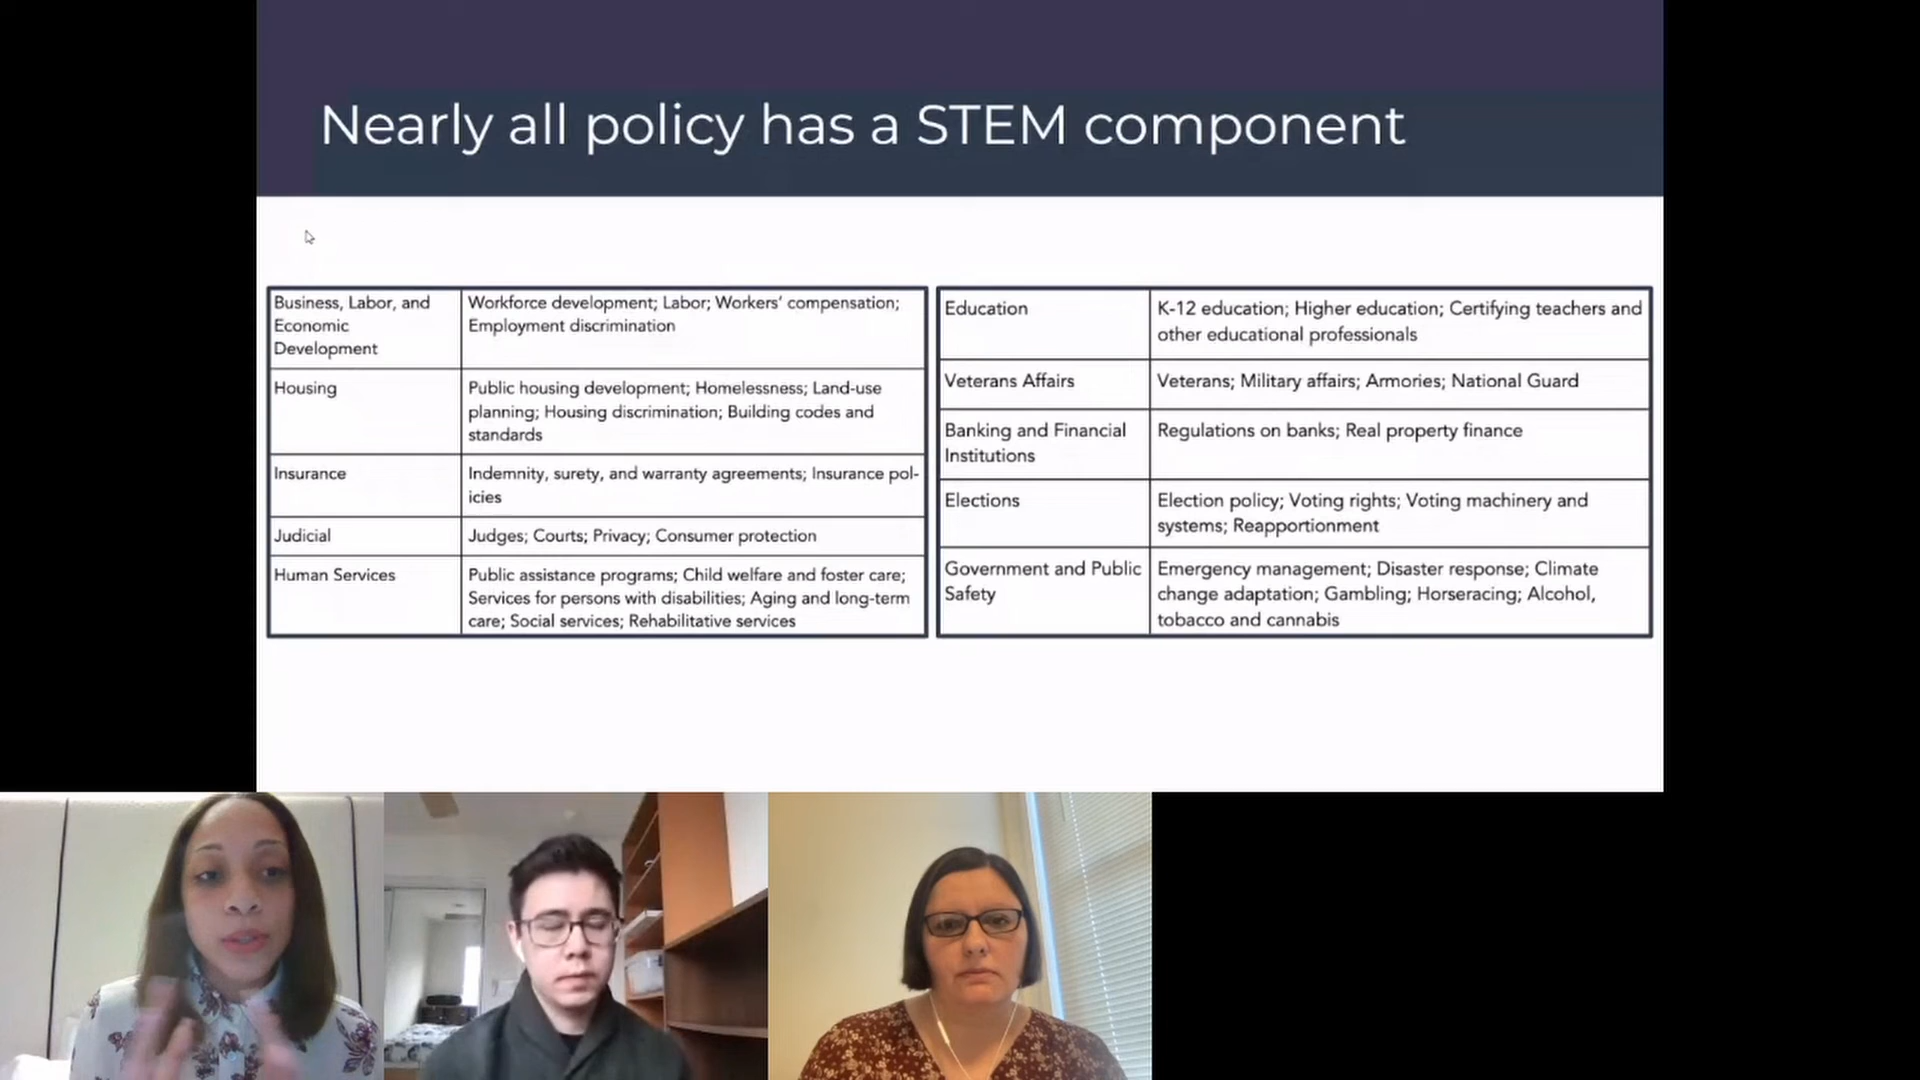 Nearly all policy has a STEM component
Business, Labor, and
Economic
Development
Workforce development; Labor; Workers' compensation;
Employment discrimination
Housing
Public housing development; Homelessness; Land-use
planning; Housing discrimination; Building codes and
standards
Insurance
Indemnity, surety, and warranty agreements; Insurance pol-
icies
Judicial
Judges; Courts; Privacy; Consumer protection
Human Services
Public assistance programs; Child welfare and foster care;
Services for persons with disabilities; Aging and long-term
care; Social services; Rehabilitative services
Education
K-12 education; Higher education; Certifying teachers and
other educational professionals
Veterans Affairs
Veterans; Military affairs; Armories; National Guard
Banking and Financial
Institutions
Regulations on banks; Real property finance
Elections
Election policy; Voting rights; Voting machinery and
systems; Reapportionment
Government and Public
Safety
Emergency management; Disaster response; Climate
change adaptation; Gambling; Horseracing; Alcohol,
tobacco and cannabis